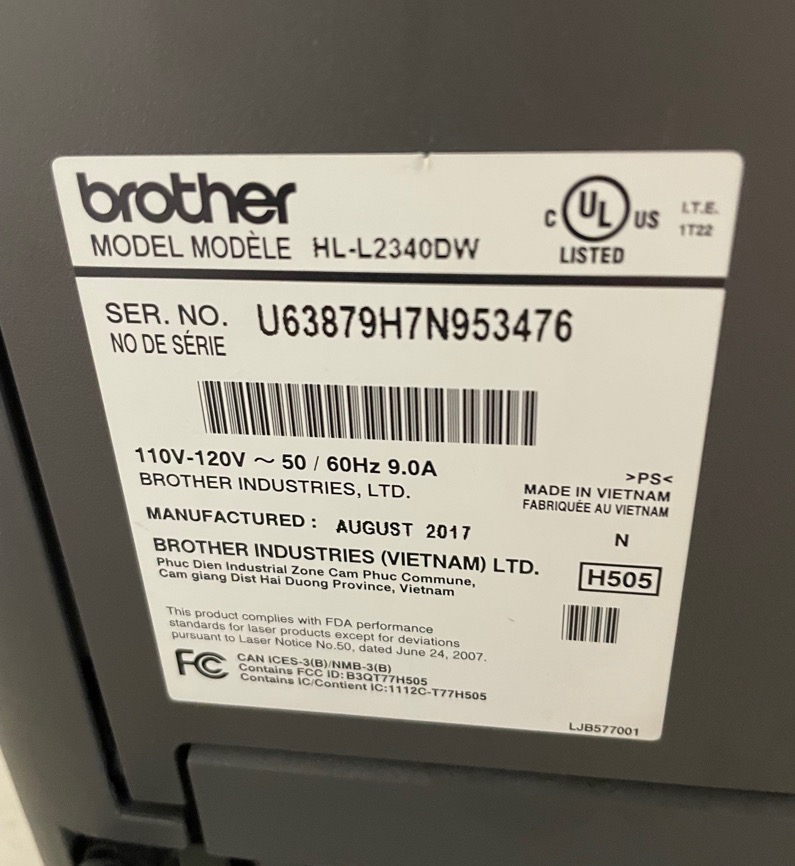 brother
MODEL MODÈLE HL-L2340DW
C UL US
LISTED
I.T.E.
1T22
SER. NO. U63879H7N953476
NO DE SÉRIE
110V-120V ~ 50 / 60Hz 9.0A
BROTHER INDUSTRIES, LTD.
>PS<
MADE IN VIETNAM
FABRIQUÉE AU VIETNAM
MANUFACTURED : AUGUST 2017
N
BROTHER INDUSTRIES (VIETNAM) LTD.
Phuc Dien Industrial Zone Cam Phuc Commune,
Cam giang Dist Hai Duong Province, Vietnam
H505
This product complies with FDA performance
standards for laser products except for deviations
pursuant to Laser Notice No.50, dated June 24, 2007.
FC CAN ICES-3(B)/NMB-3(B)
Contains FCC ID: B3QT77H505
Contains IC/Contient IC:1112C-T77H505
LJB577001